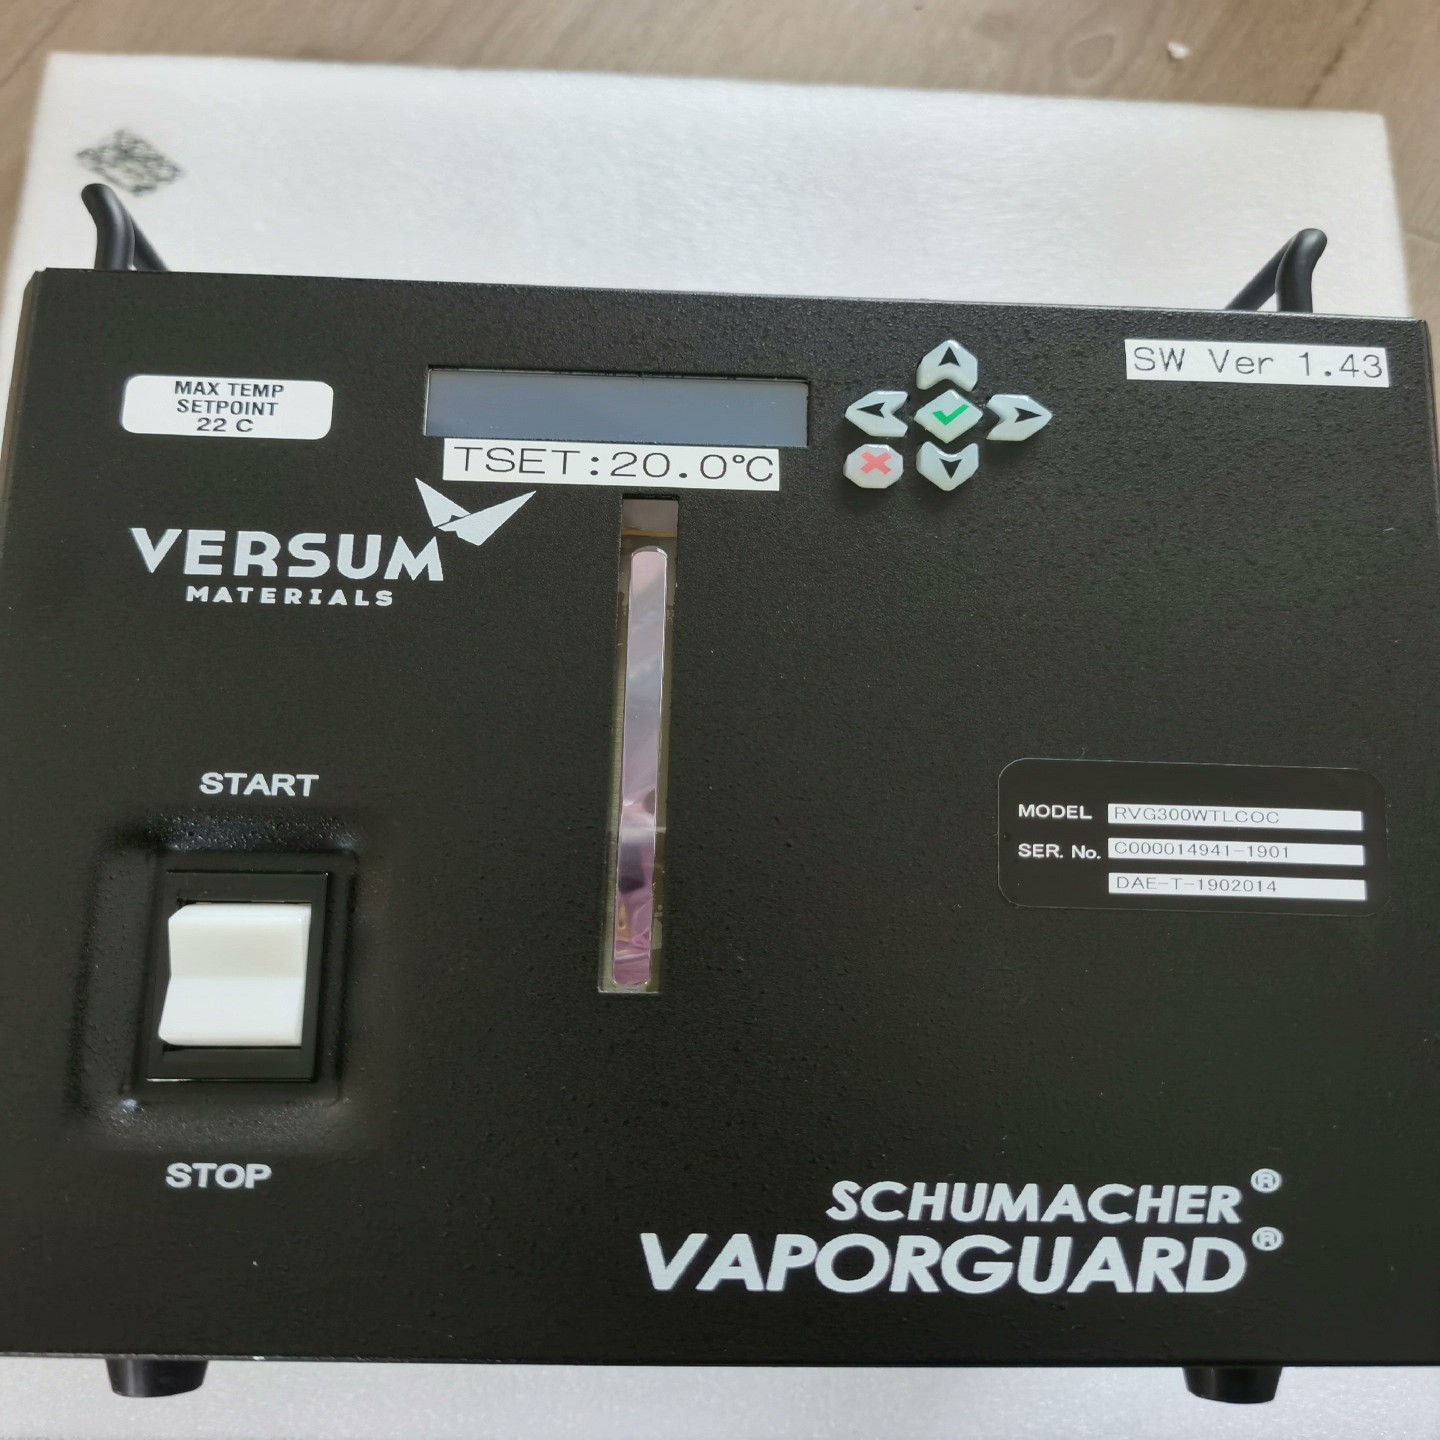 MAX TEMP
SETPOINT
22 C
SW Ver 1.43
TSET:20.0°C
VERSUM
MATERIALS
START
STOP
MODEL RVG300WTLCOC
SER. No. C000014941-1901
DAE-T-1902014
SCHUMACHER®
VAPORGUARD®